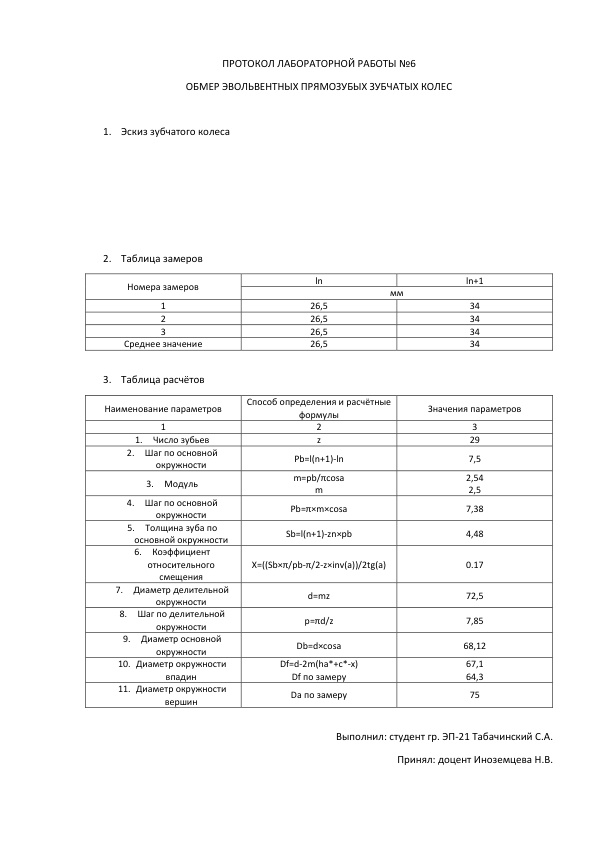 ПРОТОКОЛ ЛАБОРАТОРНОЙ РАБОТЫ №6
ОБМЕР ЭВОЛЬВЕНТНЫХ ПРЯМОЗУБЫХ ЗУБЧАТЫХ КОЛЕС
1. Эскиз зубчатого колеса
2. Таблица замеров
Номера замеров ln ln+1
мм
1 26,5 34
2 26,5 34
3 26,5 34
Среднее значение 26,5 34
3. Таблица расчётов
Наименование параметров Способ определения и расчётные
формулы Значения параметров
1 2 3
1. Число зубьев z 29
2. Шаг по основной
окружности Pb=l(n+1)-ln 7,5
3. Модуль m=pb/πcosa 2,54
m 2,5
4. Шаг по основной
окружности Pb=π×m×cosa 7,38
5. Толщина зуба по
основной окружности Sb=l(n+1)-zn×pb 4,48
6. Коэффициент
относительного
смещения X=((Sb×π/pb-π/2-z×inv(a))/2tg(a) 0.17
7. Диаметр делительной
окружности d=mz 72,5
8. Шаг по делительной
окружности p=πd/z 7,85
9. Диаметр основной
окружности Db=d×cosa 68,12
10. Диаметр окружности Df=d-2m(ha*+c*-x) 67,1
впадин Df по замеру 64,3
11. Диаметр окружности
вершин Da по замеру 75
Выполнил: студент гр. ЭП-21 Табачинский С.А.
Принял: доцент Иноземцева Н.В.